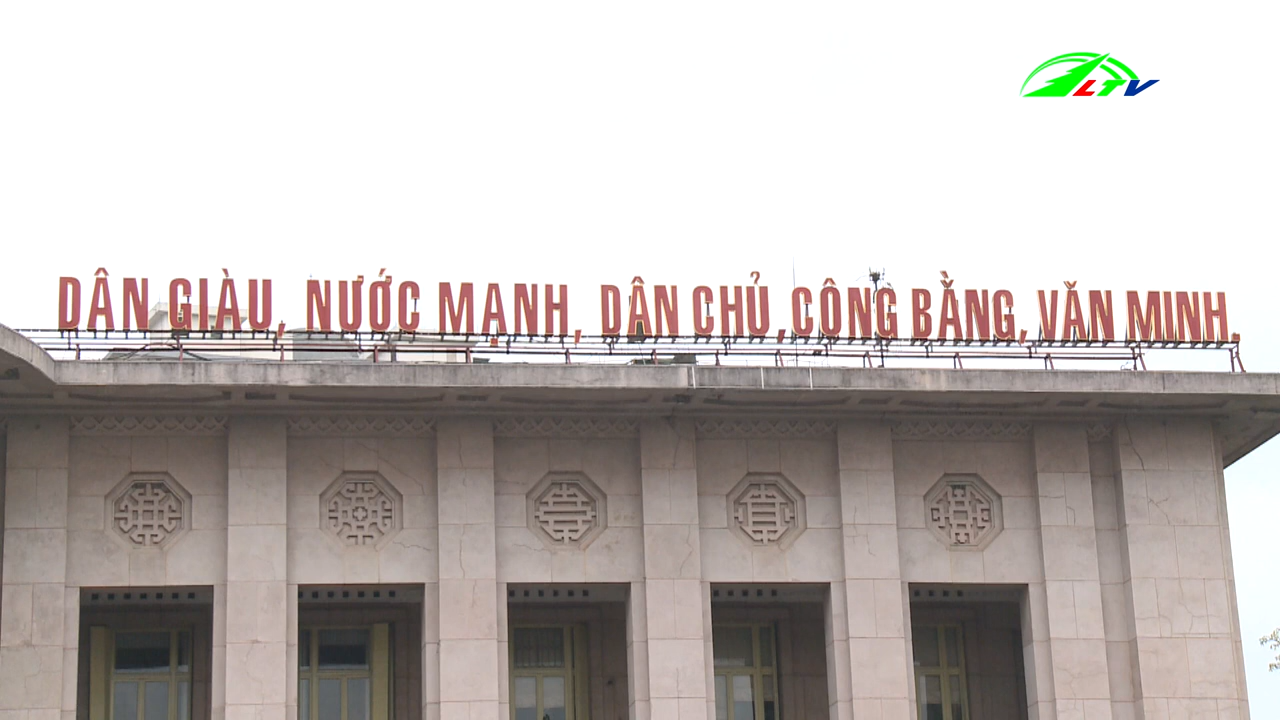 LTV
DÂN GIÀU, NƯỚC MẠNH, DÂN CHỦ, CÔNG BẰNG, VĂN MINH.